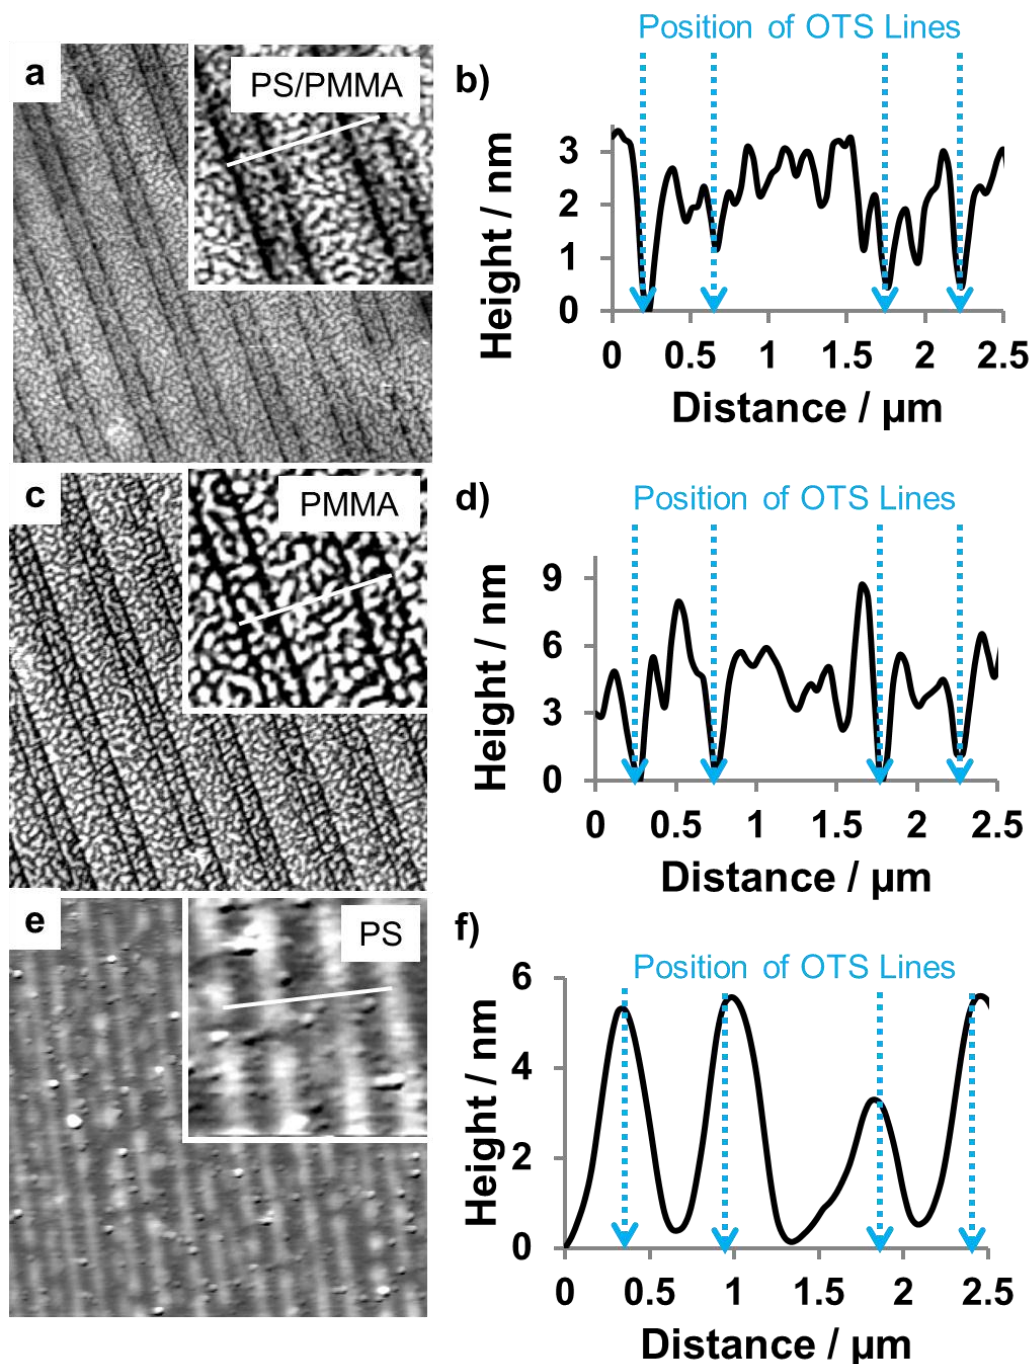 a
PS/PMMA
b)
Position of OTS Lines
Height / nm
3
2
1
0
0 0.5 1 1.5 2 2.5
Distance / µm
c
PMMA
d)
Position of OTS Lines
Height / nm
9
6
3
0
0 0.5 1 1.5 2 2.5
Distance / µm
e
PS
f)
Position of OTS Lines
Height / nm
6
4
2
0
0 0.5 1 1.5 2 2.5
Distance / µm